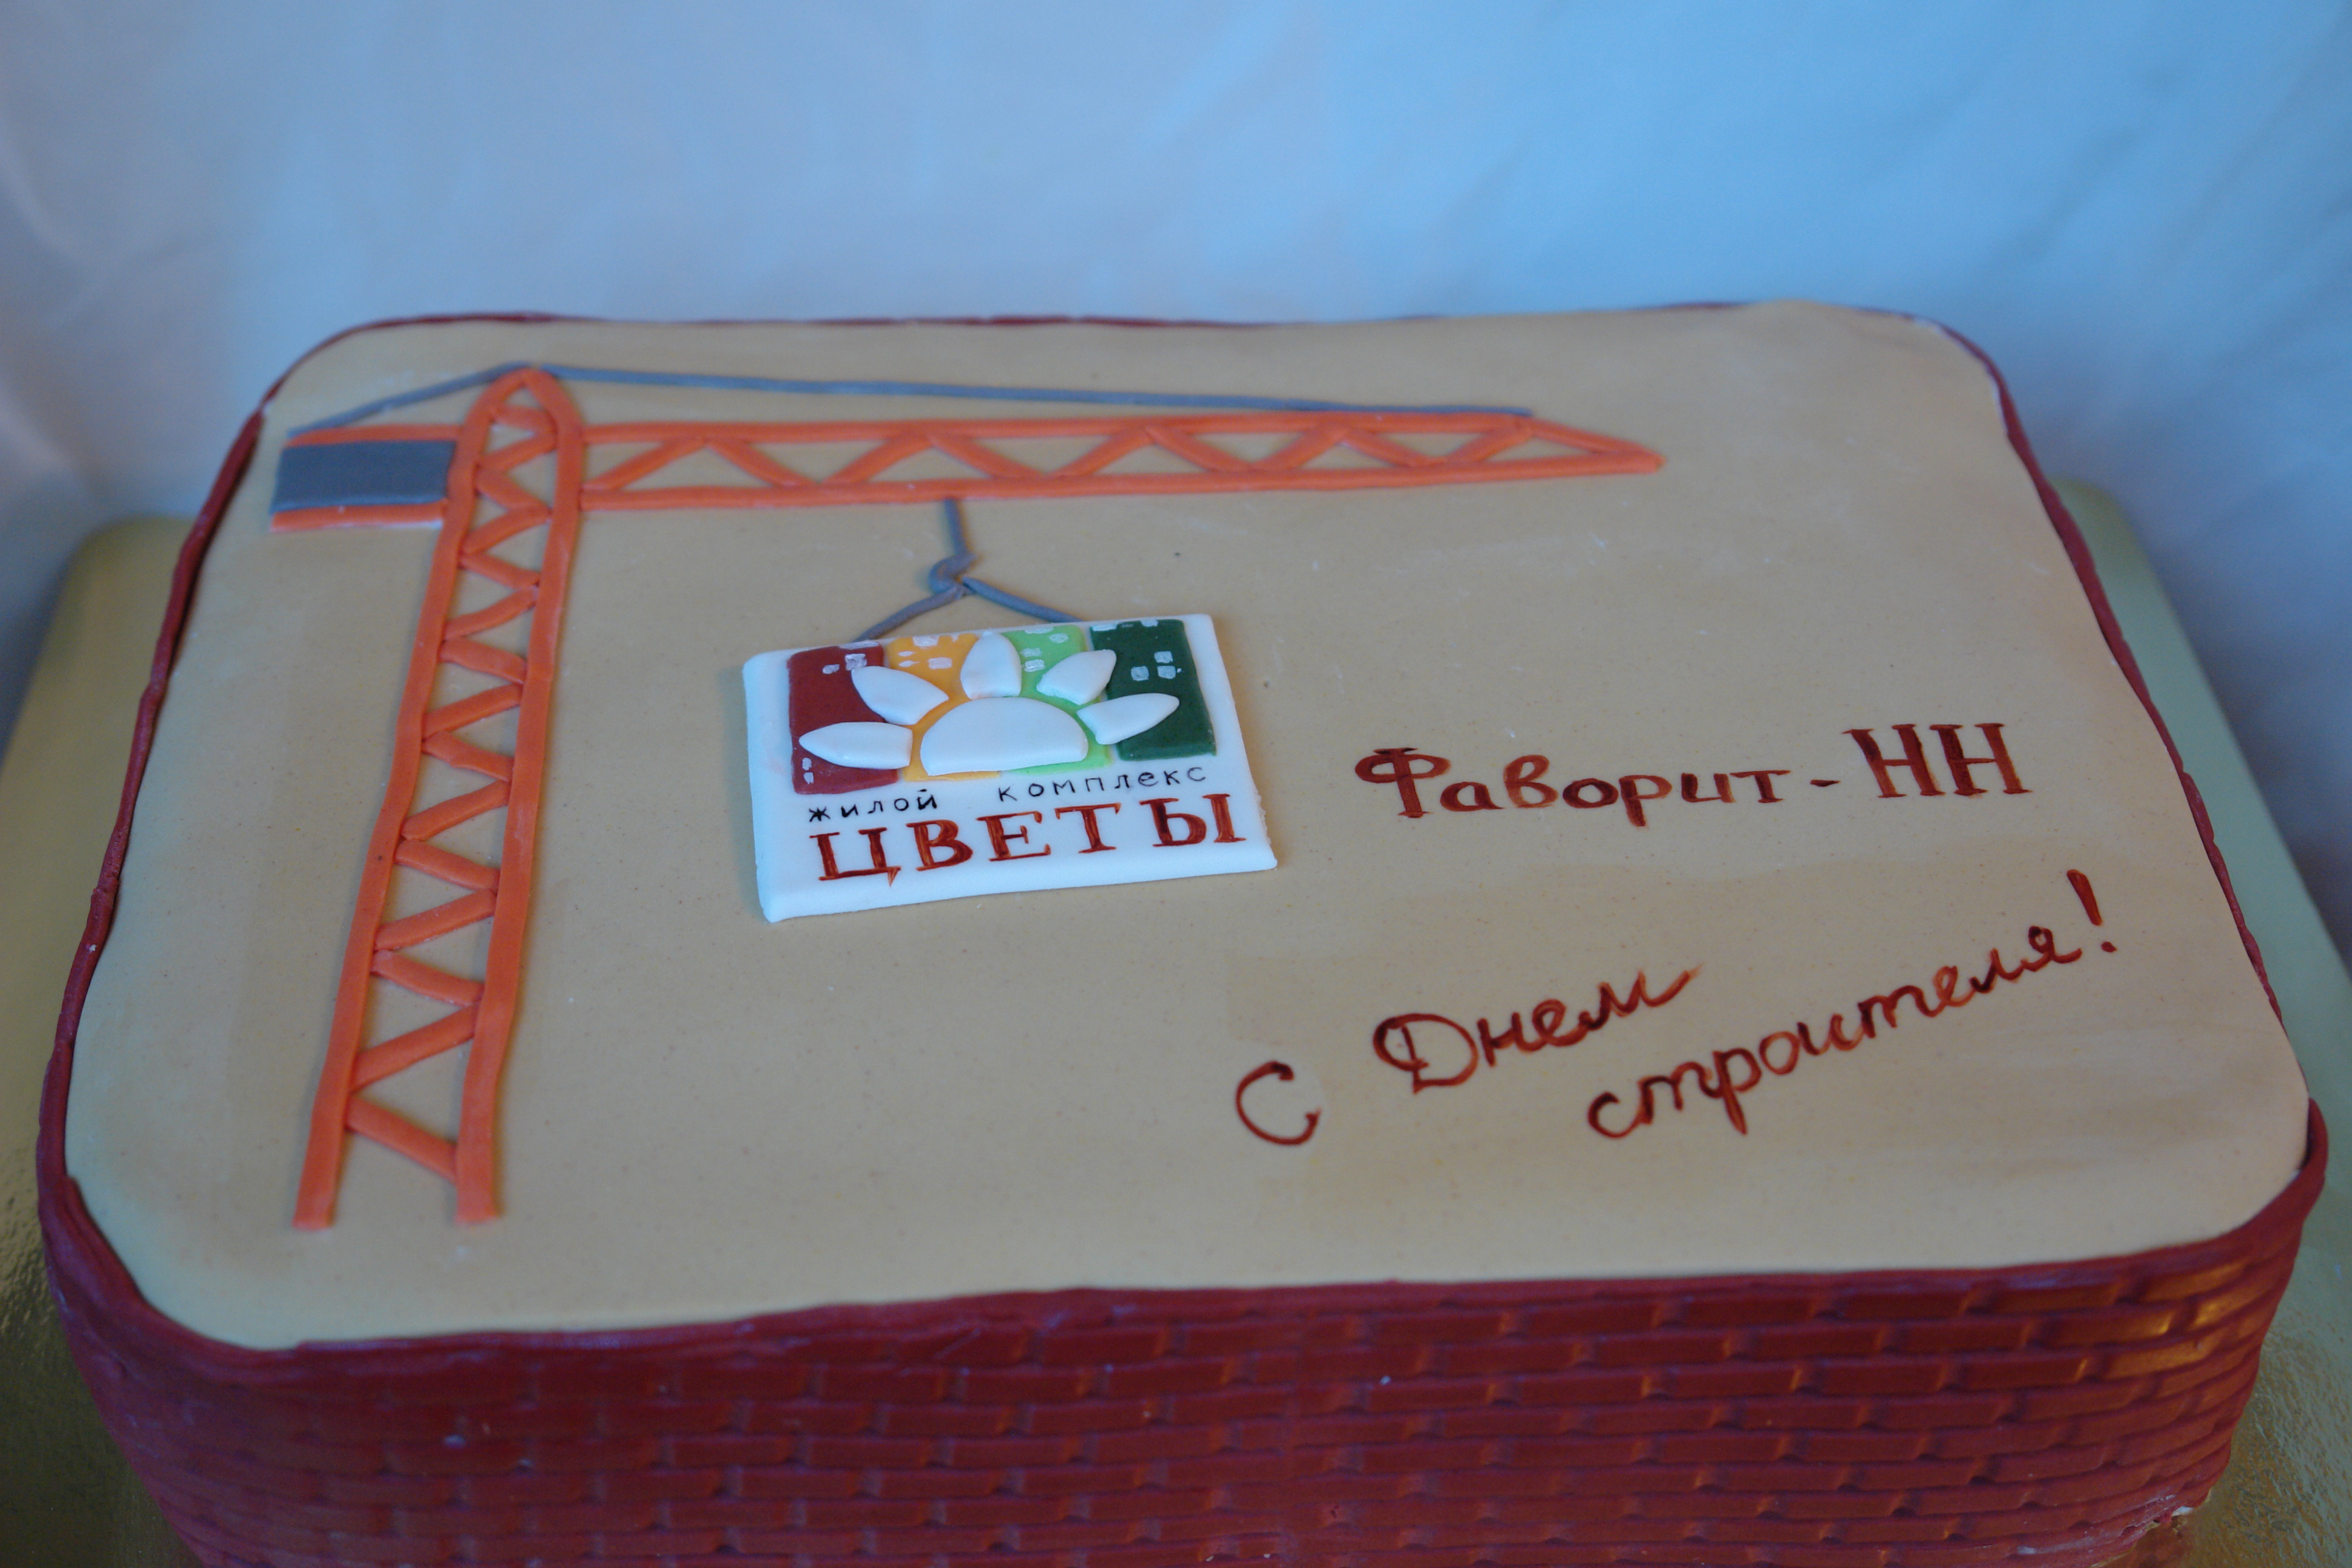 жилой комплекс
ЦВЕТЫ
Фаворит-НН
С Днем
строителя!